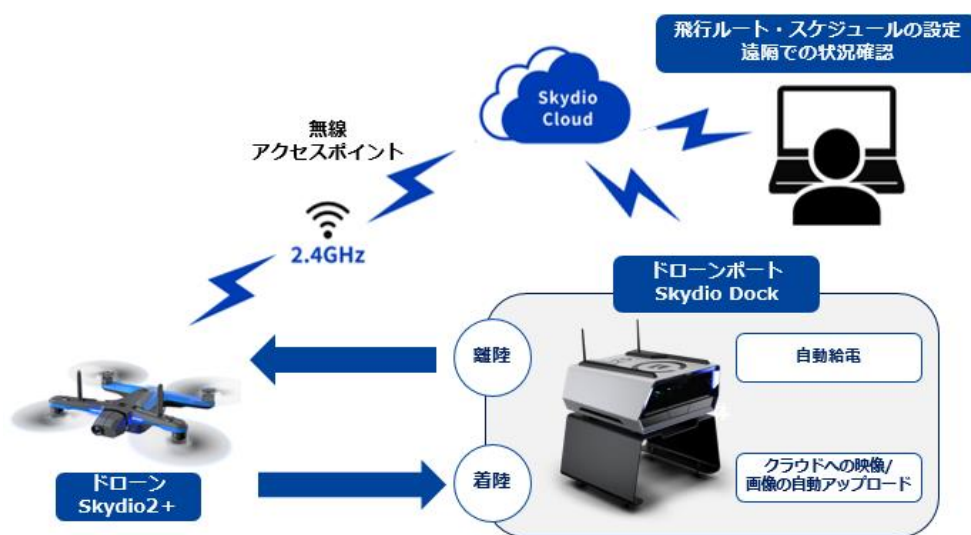 飛行ルート・スケジュールの設定
遠隔での状況確認
Skydio
Cloud
無線
アクセスポイント
2.4GHz
ドローンポート
Skydio Dock
離陸
自動給電
着陸
クラウドへの映像/
画像の自動アップロード
ドローン
Skydio2+